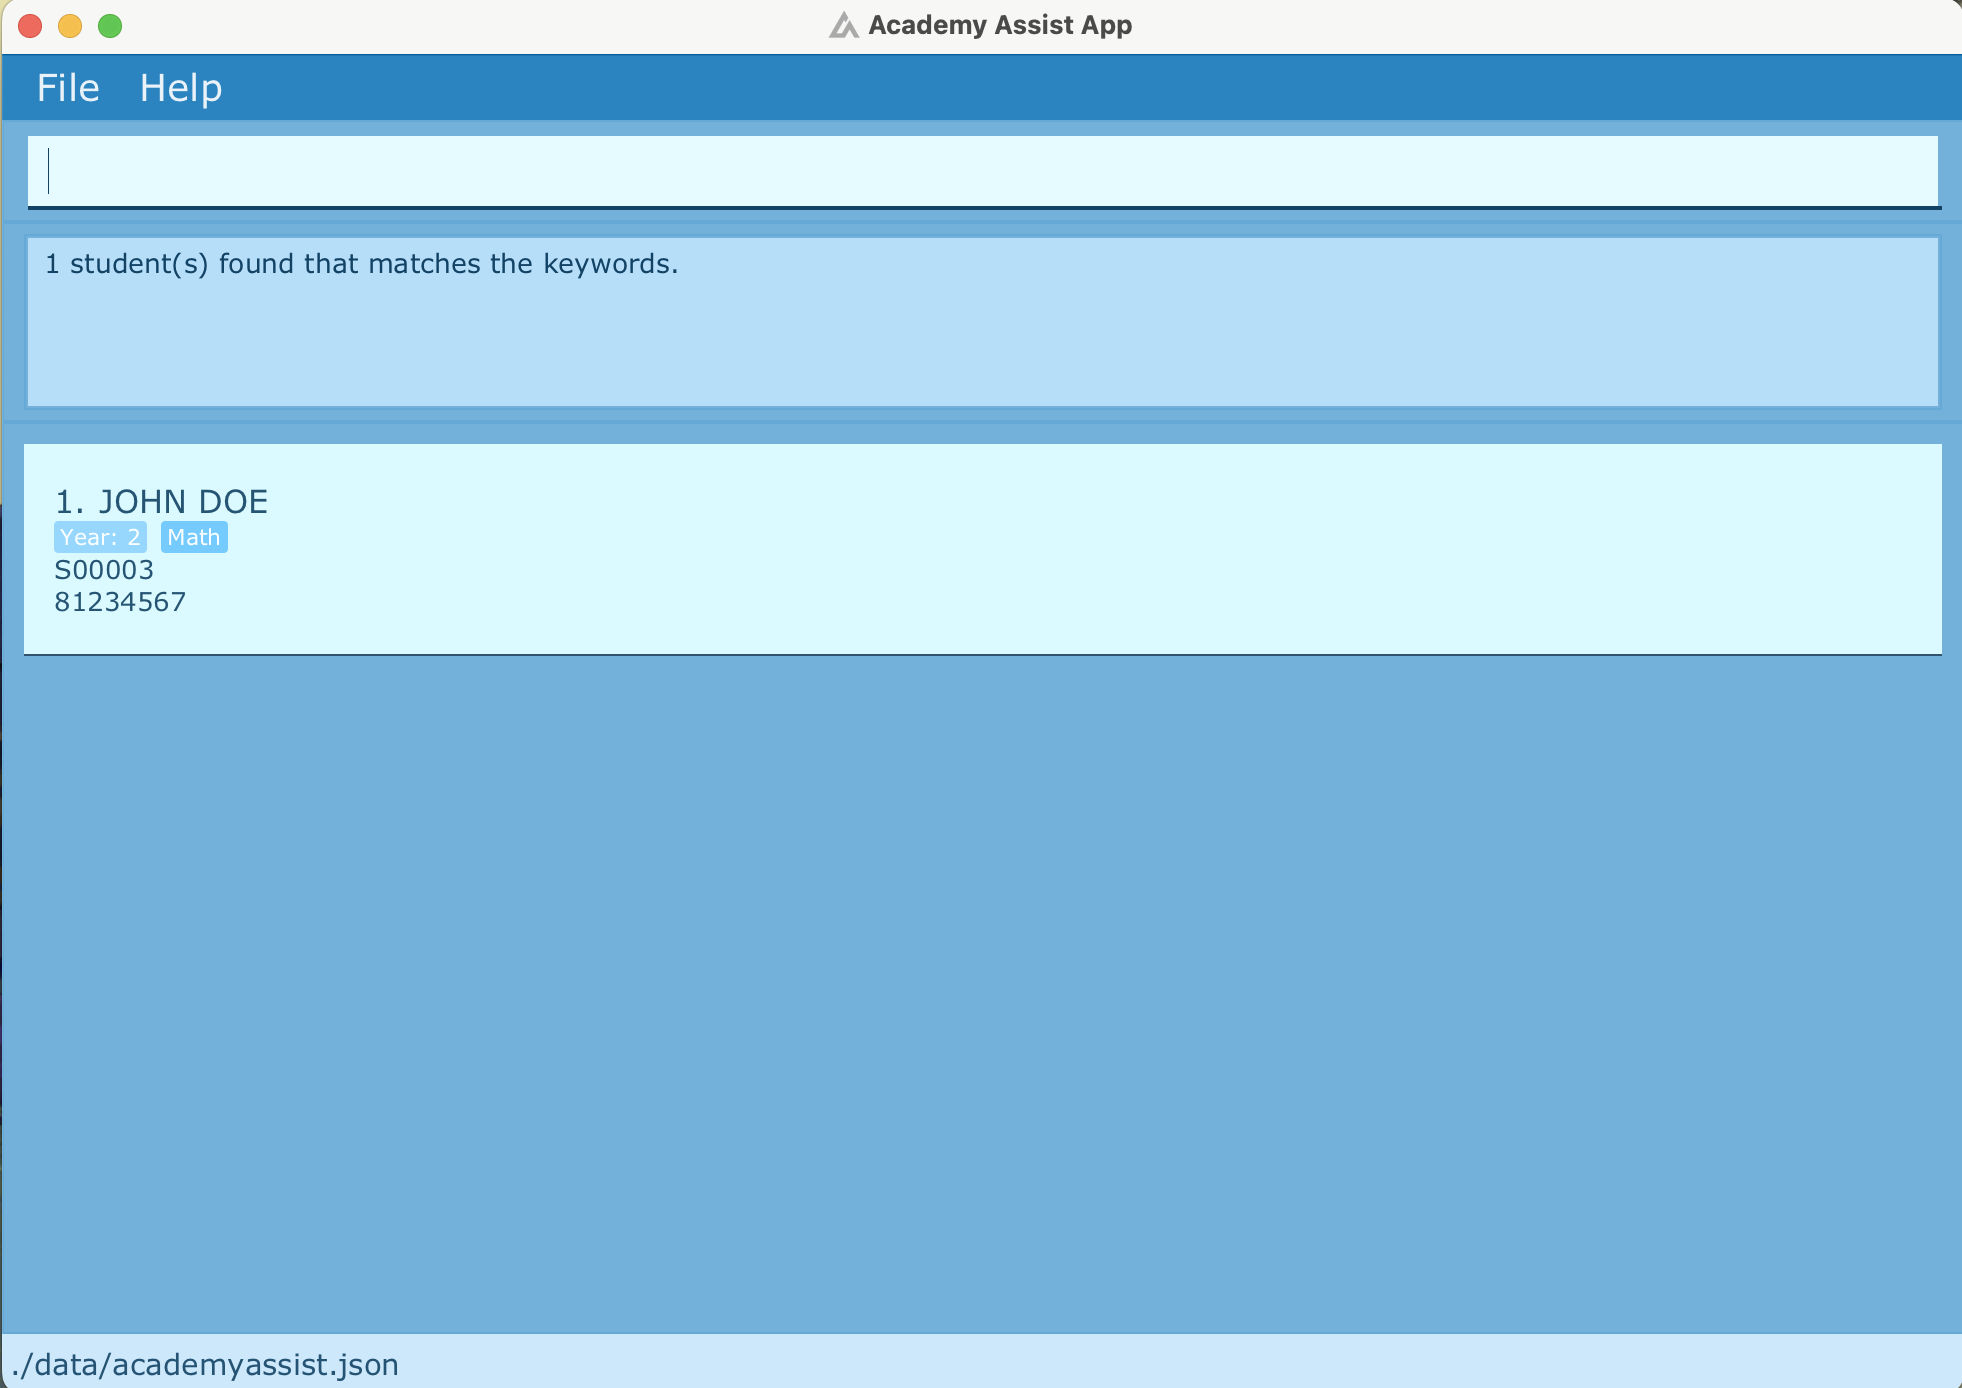 Academy Assist App
File Help
1 student(s) found that matches the keywords.
1. JOHN DOE
Year: 2 Math
S00003
81234567
./data/academyassist.json